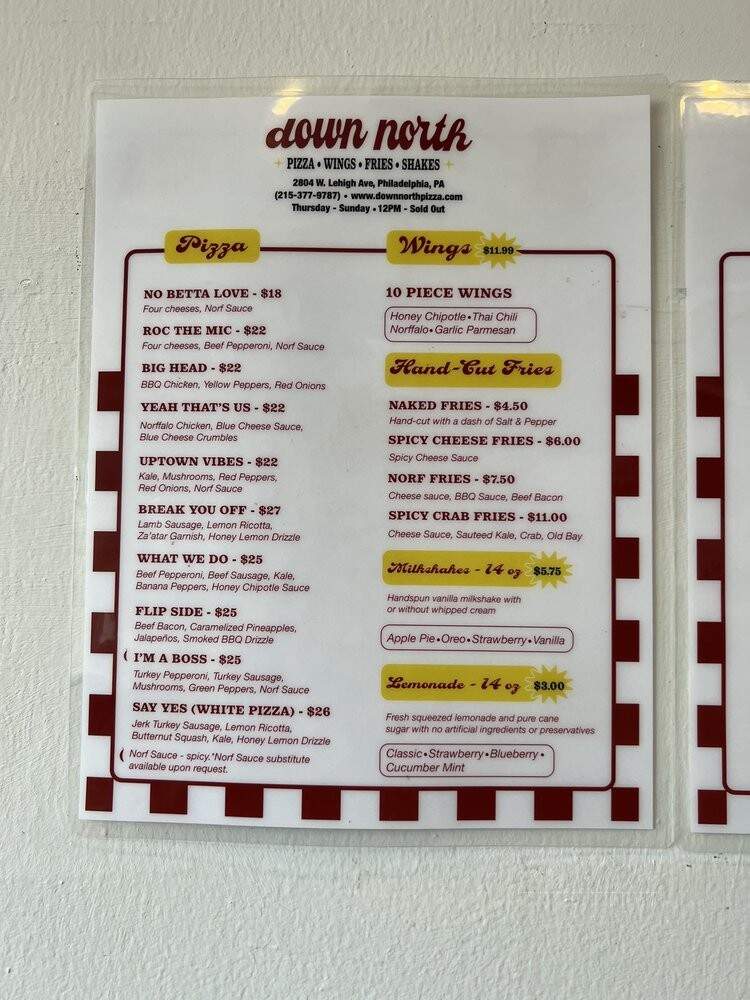 down north
PIZZA • WINGS • FRIES • SHAKES
2804 W. Lehigh Ave, Philadelphia, PA
(215-377-9787) • www.downnorthpizza.com
Thursday - Sunday • 12PM - Sold Out
Pizza
NO BETTA LOVE - $18
Four cheeses, Norf Sauce
ROC THE MIC - $22
Four cheeses, Beef Pepperoni, Norf Sauce
BIG HEAD - $22
BBQ Chicken, Yellow Peppers, Red Onions
YEAH THAT'S US - $22
Norffalo Chicken, Blue Cheese Sauce,
Blue Cheese Crumbles
UPTOWN VIBES - $22
Kale, Mushrooms, Red Peppers,
Red Onions, Norf Sauce
BREAK YOU OFF - $27
Lamb Sausage, Lemon Ricotta,
Za'atar Garnish, Honey Lemon Drizzle
WHAT WE DO - $25
Beef Pepperoni, Beef Sausage, Kale,
Banana Peppers, Honey Chipotle Sauce
FLIP SIDE - $25
Beef Bacon, Caramelized Pineapples,
Jalapeños, Smoked BBQ Drizzle
I'M A BOSS - $25
Turkey Pepperoni, Turkey Sausage,
Mushrooms, Green Peppers, Norf Sauce
SAY YES (WHITE PIZZA) - $26
Jerk Turkey Sausage, Lemon Ricotta,
Butternut Squash, Kale, Honey Lemon Drizzle
Norf Sauce - spicy.*Norf Sauce substitute
available upon request.
Wings $11.99
10 PIECE WINGS
Honey Chipotle • Thai Chili
Norffalo • Garlic Parmesan
Hand-Cut Fries
NAKED FRIES - $4.50
Hand-cut with a dash of Salt & Pepper
SPICY CHEESE FRIES - $6.00
Spicy Cheese Sauce
NORF FRIES - $7.50
Cheese sauce, BBQ Sauce, Beef Bacon
SPICY CRAB FRIES - $11.00
Cheese Sauce, Sauteed Kale, Crab, Old Bay
Milkshakes - 14 oz $5.75
Handspun vanilla milkshake with
or without whipped cream
Apple Pie • Oreo • Strawberry • Vanilla
Lemonade - 14 oz $3.00
Fresh squeezed lemonade and pure cane
sugar with no artificial ingredients or preservatives
Classic • Strawberry • Blueberry •
Cucumber Mint